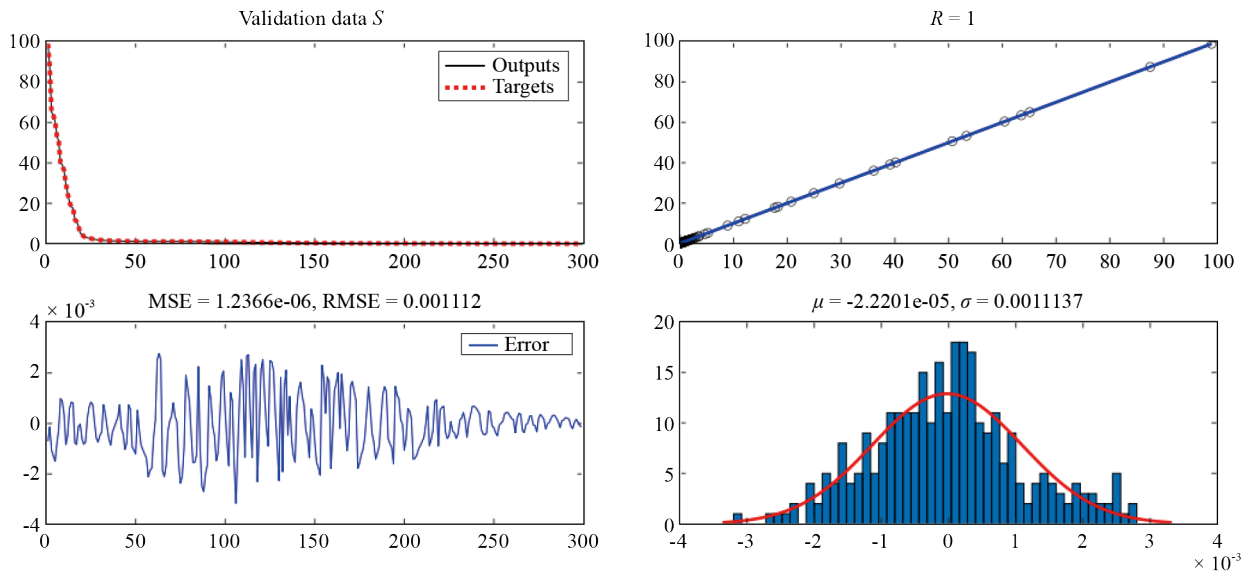 Validation data S
100
80
60
40
20
0
0 50 100 150 200 250 300
Outputs
Targets
R = 1
100
80
60
40
20
0
0 10 20 30 40 50 60 70 80 90 100
MSE = 1.2366e-06, RMSE = 0.001112
× 10-3
4
2
0
-2
-4
0 50 100 150 200 250 300
Error
μ = -2.2201e-05, σ = 0.0011137
20
15
10
5
0
-4 -3 -2 -1 0 1 2 3 4
× 10-3